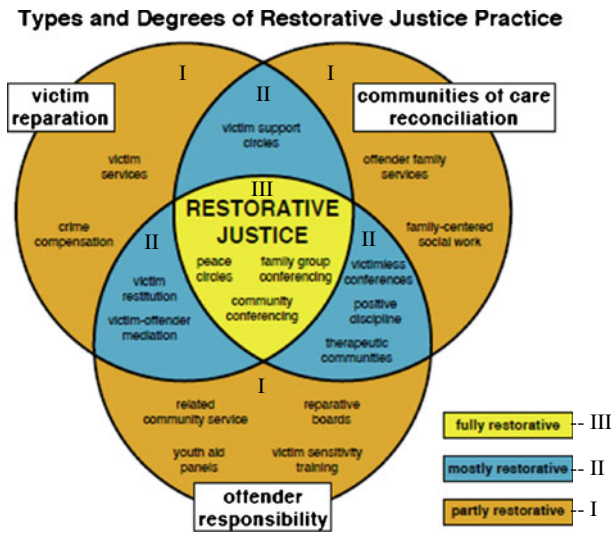 Types and Degrees of Restorative Justice Practice
I
I
victim
reparation
II
communities of care
reconciliation
victim support
circles
victim
services
offender family
services
III
RESTORATIVE
JUSTICE
crime
compensation
family-centered
social work
II
II
peace
circles
family group
conferencing
victimless
conferences
victim
restitution
community
conferencing
positive
discipline
victim-offender
mediation
therapeutic
communities
I
related
community service
reparative
boards
youth aid
panels
victim sensitivity
training
offender
responsibility
fully restorative -- III
mostly restorative -- II
partly restorative -- I